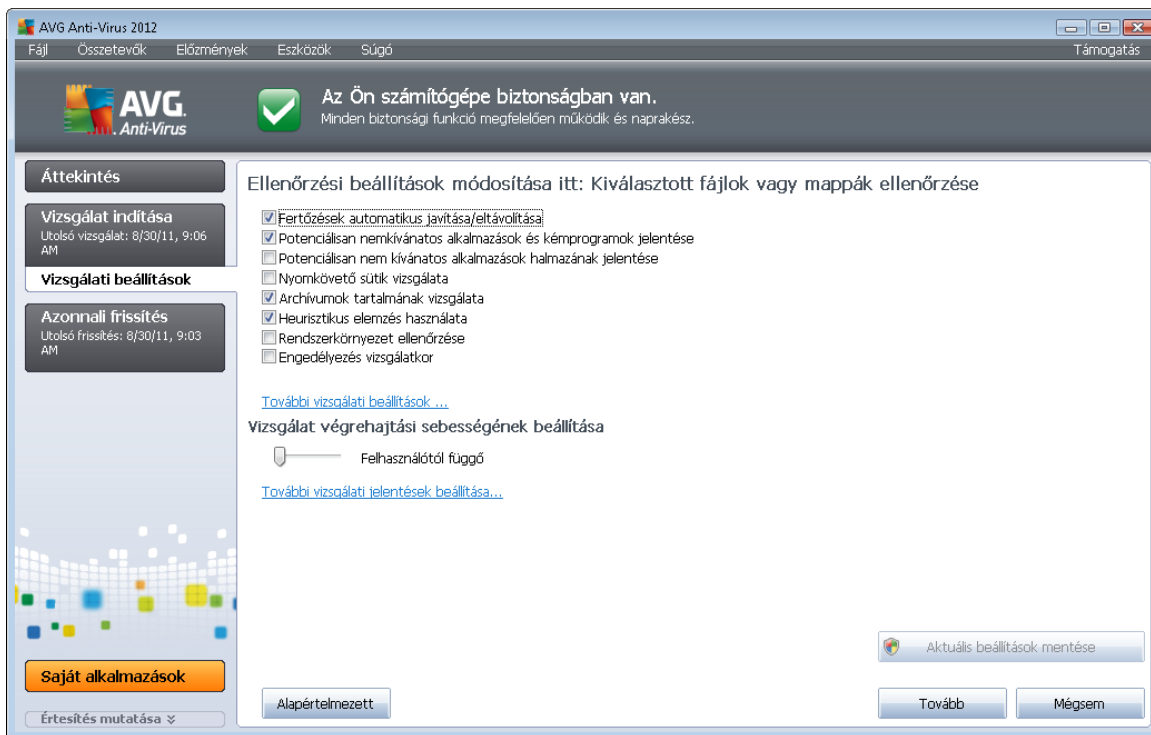 AVG Anti-Virus 2012
Fájl Összetevők Előzmények Eszközök Súgó Támogatás
AVG.
Anti-Virus
Az Ön számítógépe biztonságban van.
Minden biztonsági funkció megfelelően működik és naprakész.
Áttekintés
Vizsgálat indítása
Utolsó vizsgálat: 8/30/11, 9:06
AM
Vizsgálati beállítások
Azonnali frissítés
Utolsó frissítés: 8/30/11, 9:03
AM
Saját alkalmazások
Értesítés mutatása
Ellenőrzési beállítások módosítása itt: Kiválasztott fájlok vagy mappák ellenőrzése
Fertőzések automatikus javítása/eltávolítása
Potenciálisan nemkívánatos alkalmazások és kémprogramok jelentése
Potenciálisan nem kívánatos alkalmazások halmazának jelentése
Nyomkövető sütik vizsgálata
Archívumok tartalmának vizsgálata
Heurisztikus elemzés használata
Rendszerkörnyezet ellenőrzése
Engedélyezés vizsgálatkor
További vizsgálati beállítások ...
Vizsgálat végrehajtási sebességének beállítása
Felhasználótól függő
További vizsgálati jelentések beállítása...
Aktuális beállítások mentése
Alapértelmezett
Tovább
Mégsem